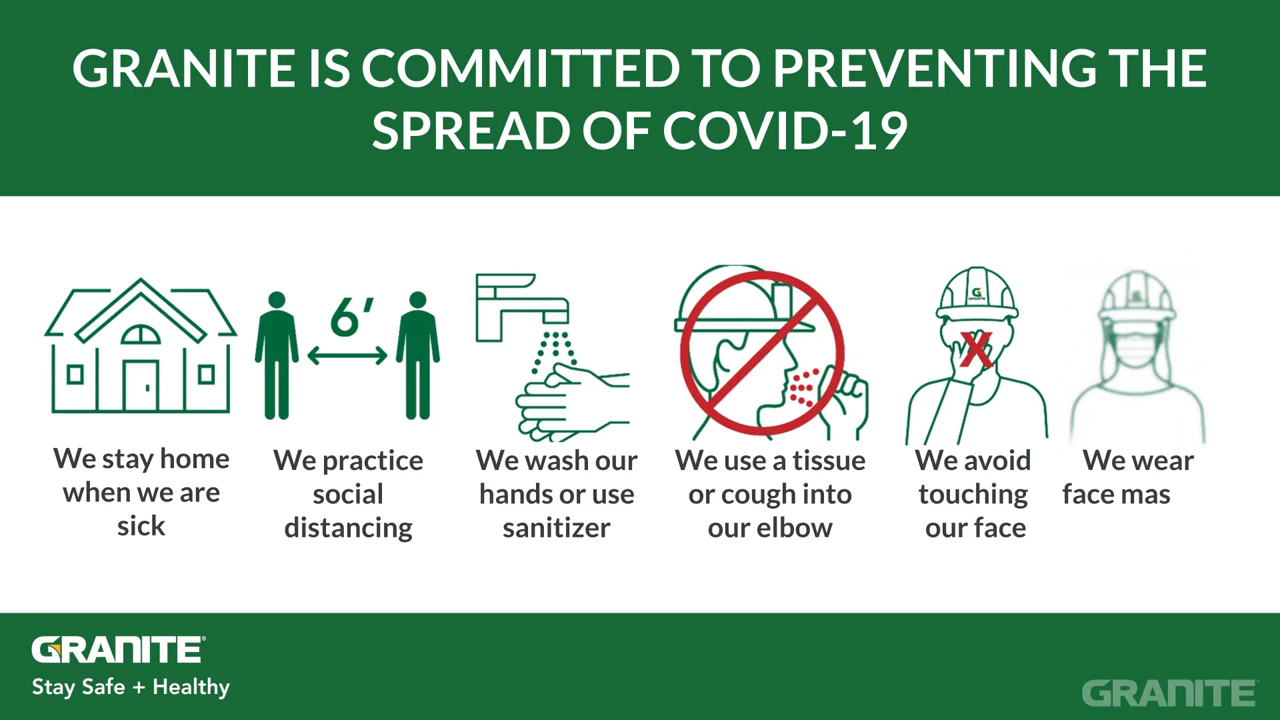 GRANITE IS COMMITTED TO PREVENTING THE
SPREAD OF COVID-19
6'
We stay home
when we are
sick
We practice
social
distancing
We wash our
hands or use
sanitizer
We use a tissue
or cough into
our elbow
GRANITE
X
We avoid
touching
our face
We wear
face mas
GRANITE®
Stay Safe + Healthy
GRANITE